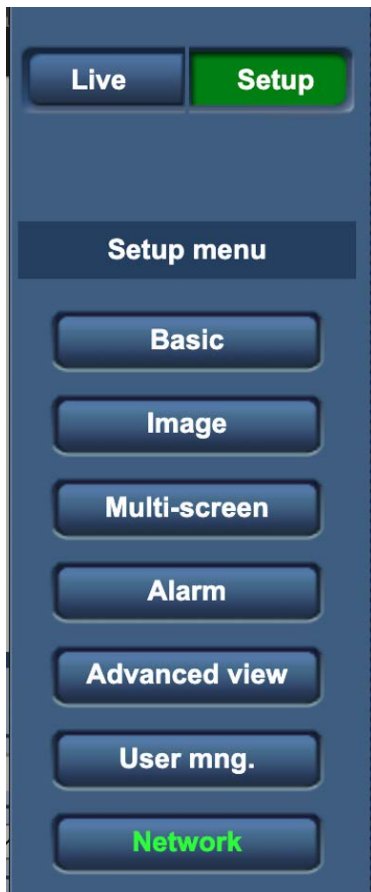 Live Setup
Setup menu
Basic
Image
Multi-screen
Alarm
Advanced view
User mng.
Network